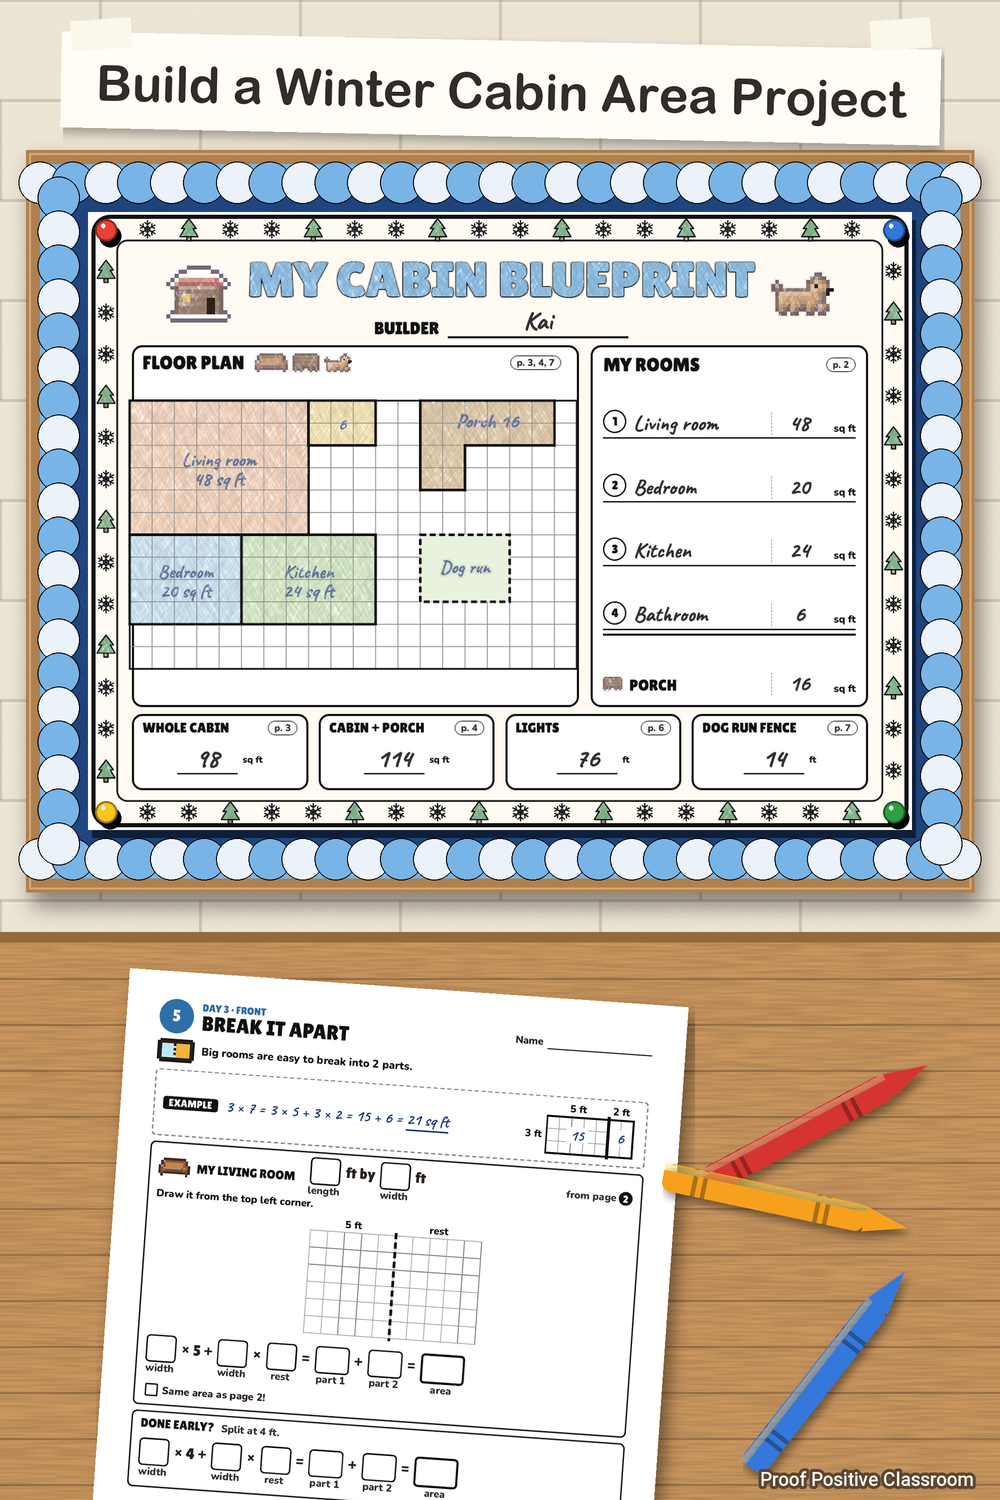 Build a Winter Cabin Area Project
MY CABIN BLUEPRINT
BUILDER Kai
FLOOR PLAN p. 3, 4, 7
Living room
48 sq ft
6
Porch 16
Bedroom
20 sq ft
Kitchen
24 sq ft
Dog run
MY ROOMS p. 2
1 Living room 48 sq ft
2 Bedroom 20 sq ft
3 Kitchen 24 sq ft
4 Bathroom 6 sq ft
PORCH 16 sq ft
WHOLE CABIN p. 3
98 sq ft
CABIN + PORCH p. 4
114 sq ft
LIGHTS p. 6
76 ft
DOG RUN FENCE p. 7
14 ft
5
DAY 3 · FRONT
BREAK IT APART
Name
Big rooms are easy to break into 2 parts.
EXAMPLE 3 × 7 = 3 × 5 + 3 × 2 = 15 + 6 = 21 sq ft
5 ft 2 ft
3 ft 15 6
MY LIVING ROOM ft by ft
length width
from page 2
Draw it from the top left corner.
5 ft rest
× 5 + × = + =
width width rest part 1 part 2 area
Same area as page 2!
DONE EARLY? Split at 4 ft.
× 4 + × = + =
width width rest part 1 part 2 area
Proof Positive Classroom